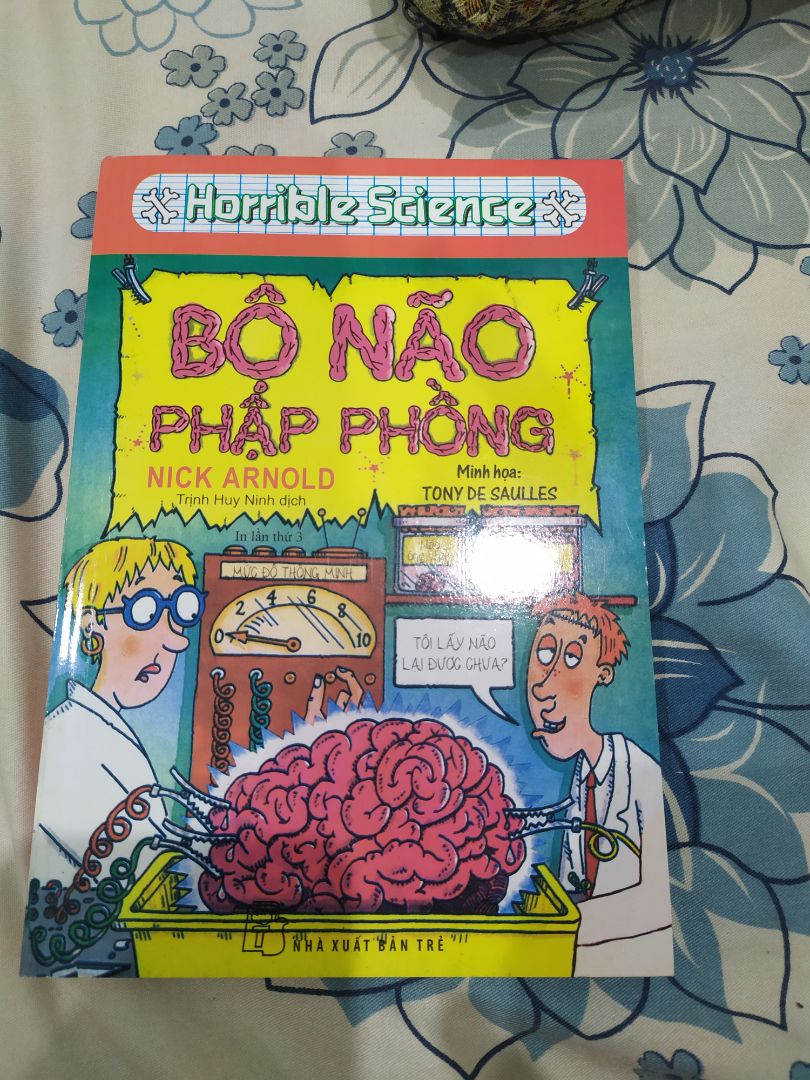 Horrible Science
BỘ NÃO
PHẬP PHỒNG
NICK ARNOLD
Trịnh Huy Ninh dịch
Minh họa:
TONY DE SAULLES
In lần thứ 3
MỨC ĐỘ THÔNG MINH
0 2 4 6 8 10
TÔI LẤY NÃO
LẠI ĐƯỢC CHƯA?
NHÀ XUẤT BẢN TRẺ